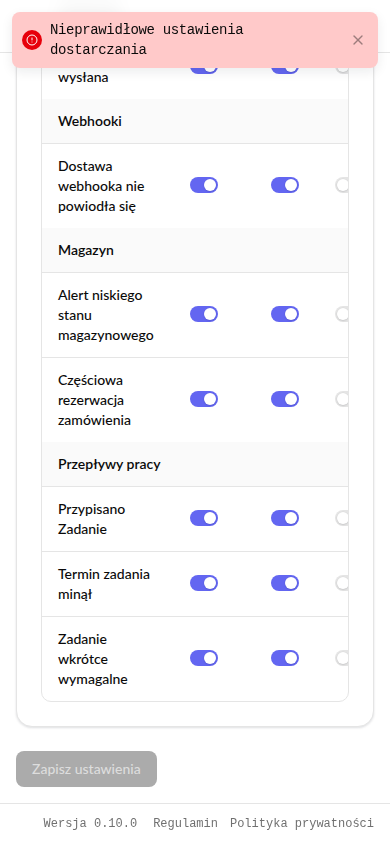 Nieprawidłowe ustawienia
dostarczania
wysłana
Webhooki
Dostawa
webhooka nie
powiodła się
Magazyn
Alert niskiego
stanu
magazynowego
Częściowa
rezerwacja
zamówienia
Przepływy pracy
Przypisano
Zadanie
Termin zadania
minął
Zadanie
wkrótce
wymagalne
Zapisz ustawienia
Wersja 0.10.0 Regulamin Polityka prywatności